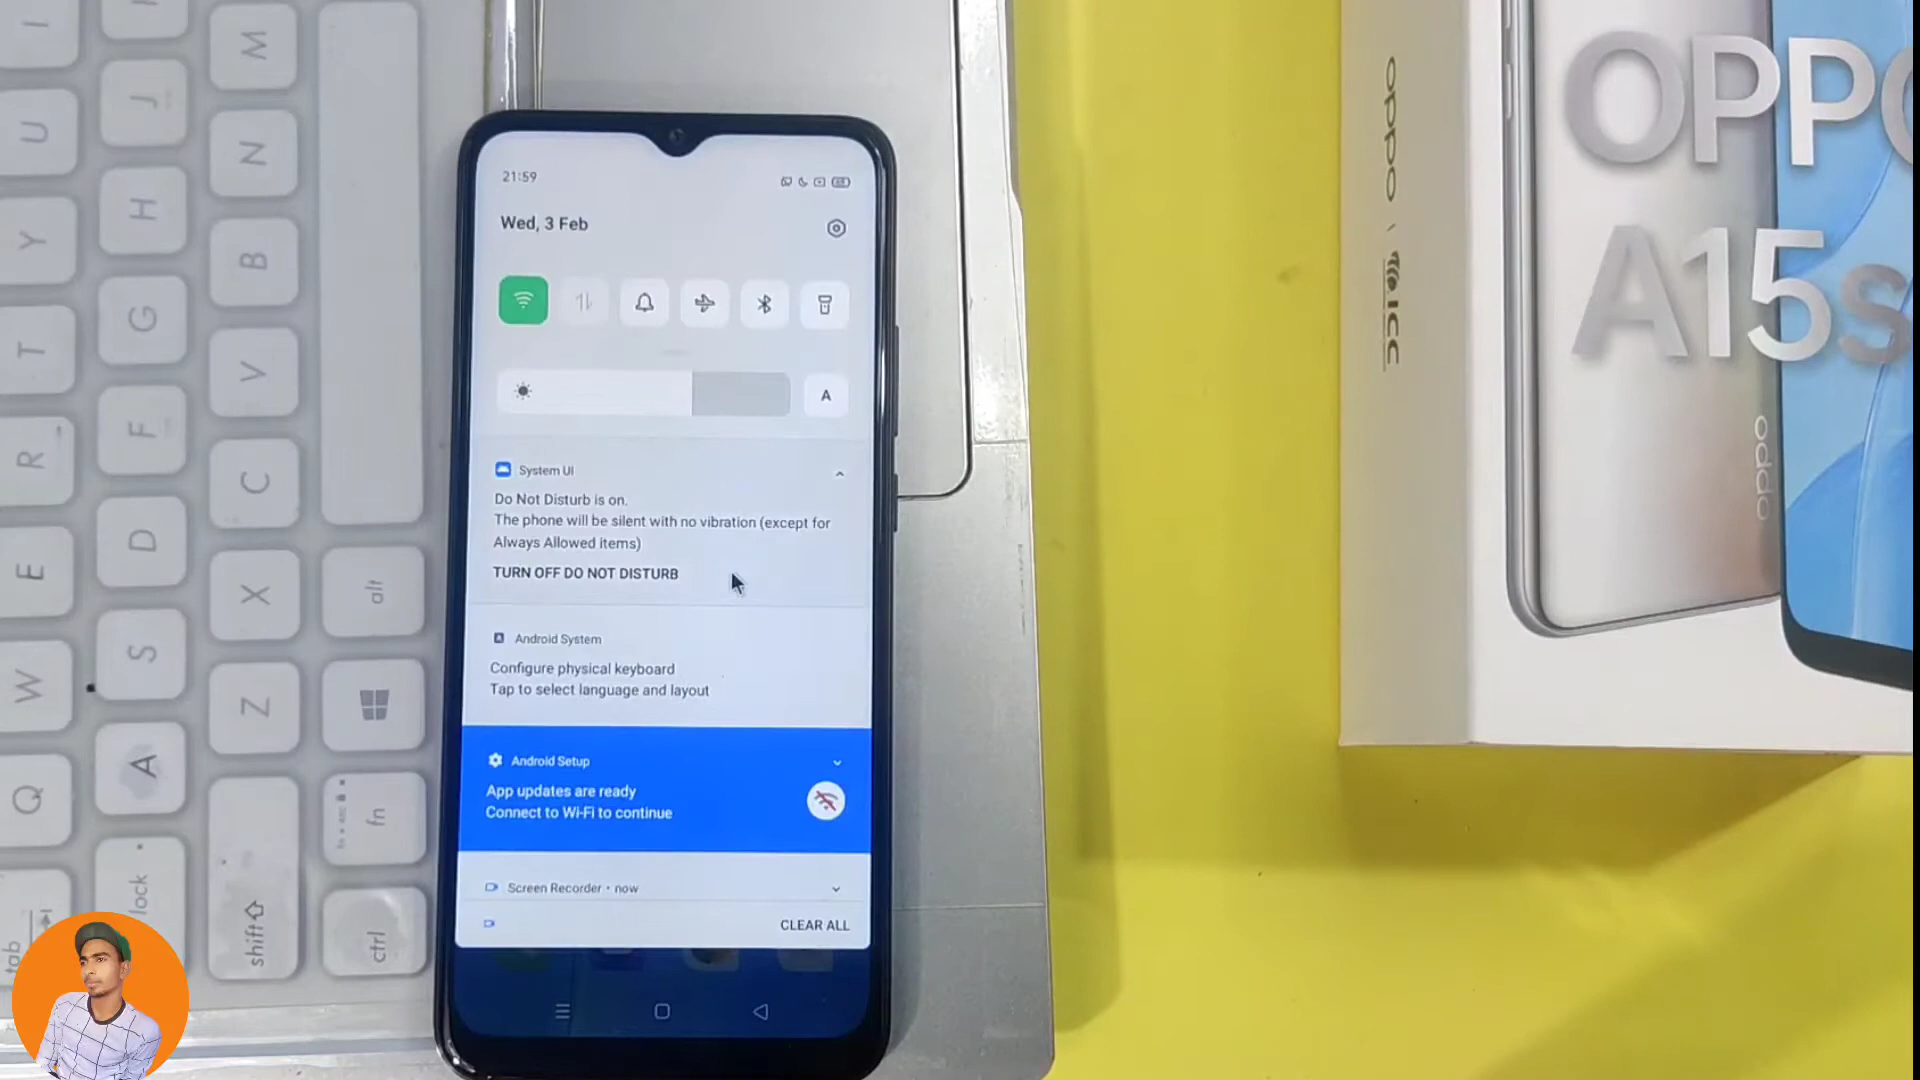 21:59
Wed, 3 Feb
A
System UI
Do Not Disturb is on.
The phone will be silent with no vibration (except for
Always Allowed items)
TURN OFF DO NOT DISTURB
Android System
Configure physical keyboard
Tap to select language and layout
Android Setup
App updates are ready
Connect to Wi-Fi to continue
Screen Recorder • now
CLEAR ALL
I
M
U
J
N
Y
H
B
T
G
V
R
F
C
E
D
X
alt
W
S
Z
Q
A
fn
tab
lock
shift
ctrl
oppo
ICC
OPPO
A15s
oppo